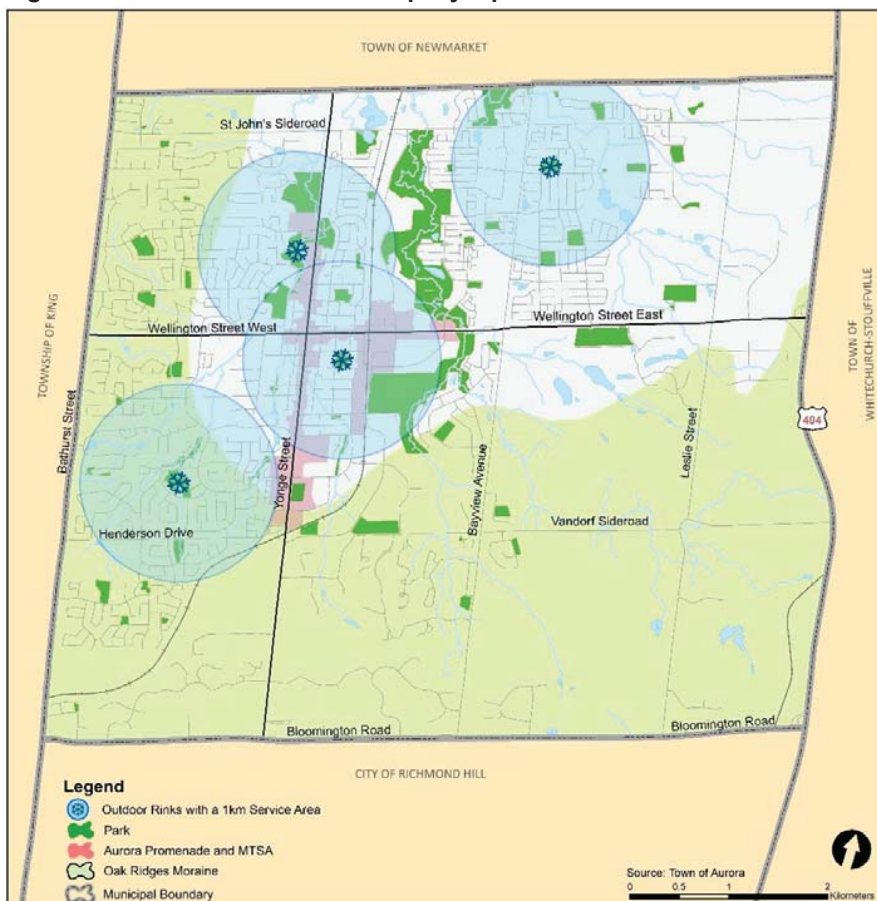 TOWN OF NEWMARKET
St John's Sideroad
TOWNSHIP OF KING
Wellington Street West
Wellington Street East
TOWN OF
WHITECHURCH-STOUFFVILLE
Bathurst Street
Yonge Street
Bayview Avenue
Leslie Street
404
Henderson Drive
Vandorf Sideroad
Bloomington Road
Bloomington Road
CITY OF RICHMOND HILL
Legend
Outdoor Rinks with a 1km Service Area
Park
Aurora Promenade and MTSA
Oak Ridges Moraine
Municipal Boundary
Source: Town of Aurora
0 0.5 1 2
Kilometers